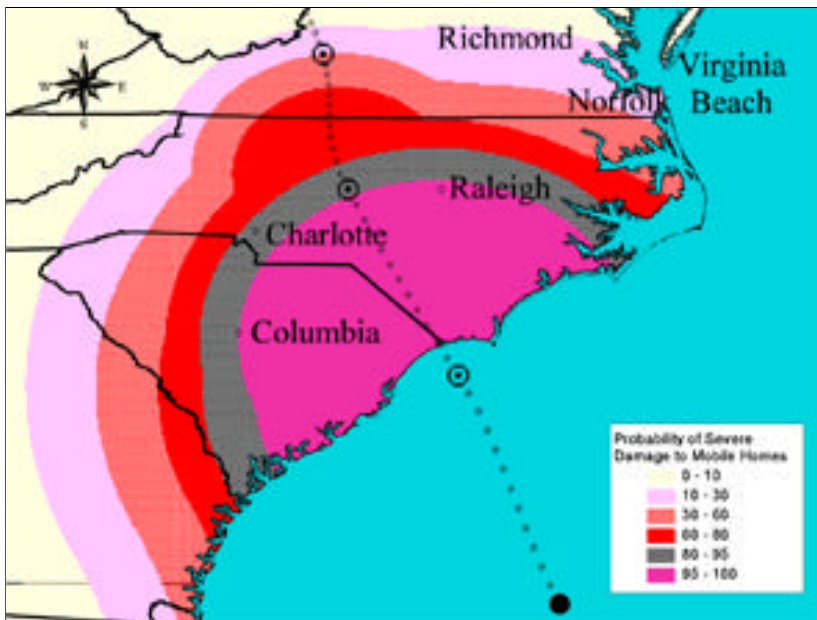 Richmond
Virginia
Beach
Norfolk
N
W E
S
Raleigh
Charlotte
Columbia
Probability of Severe
Damage to Mobile Homes
0 - 10
10 - 30
30 - 60
60 - 80
80 - 95
95 - 100